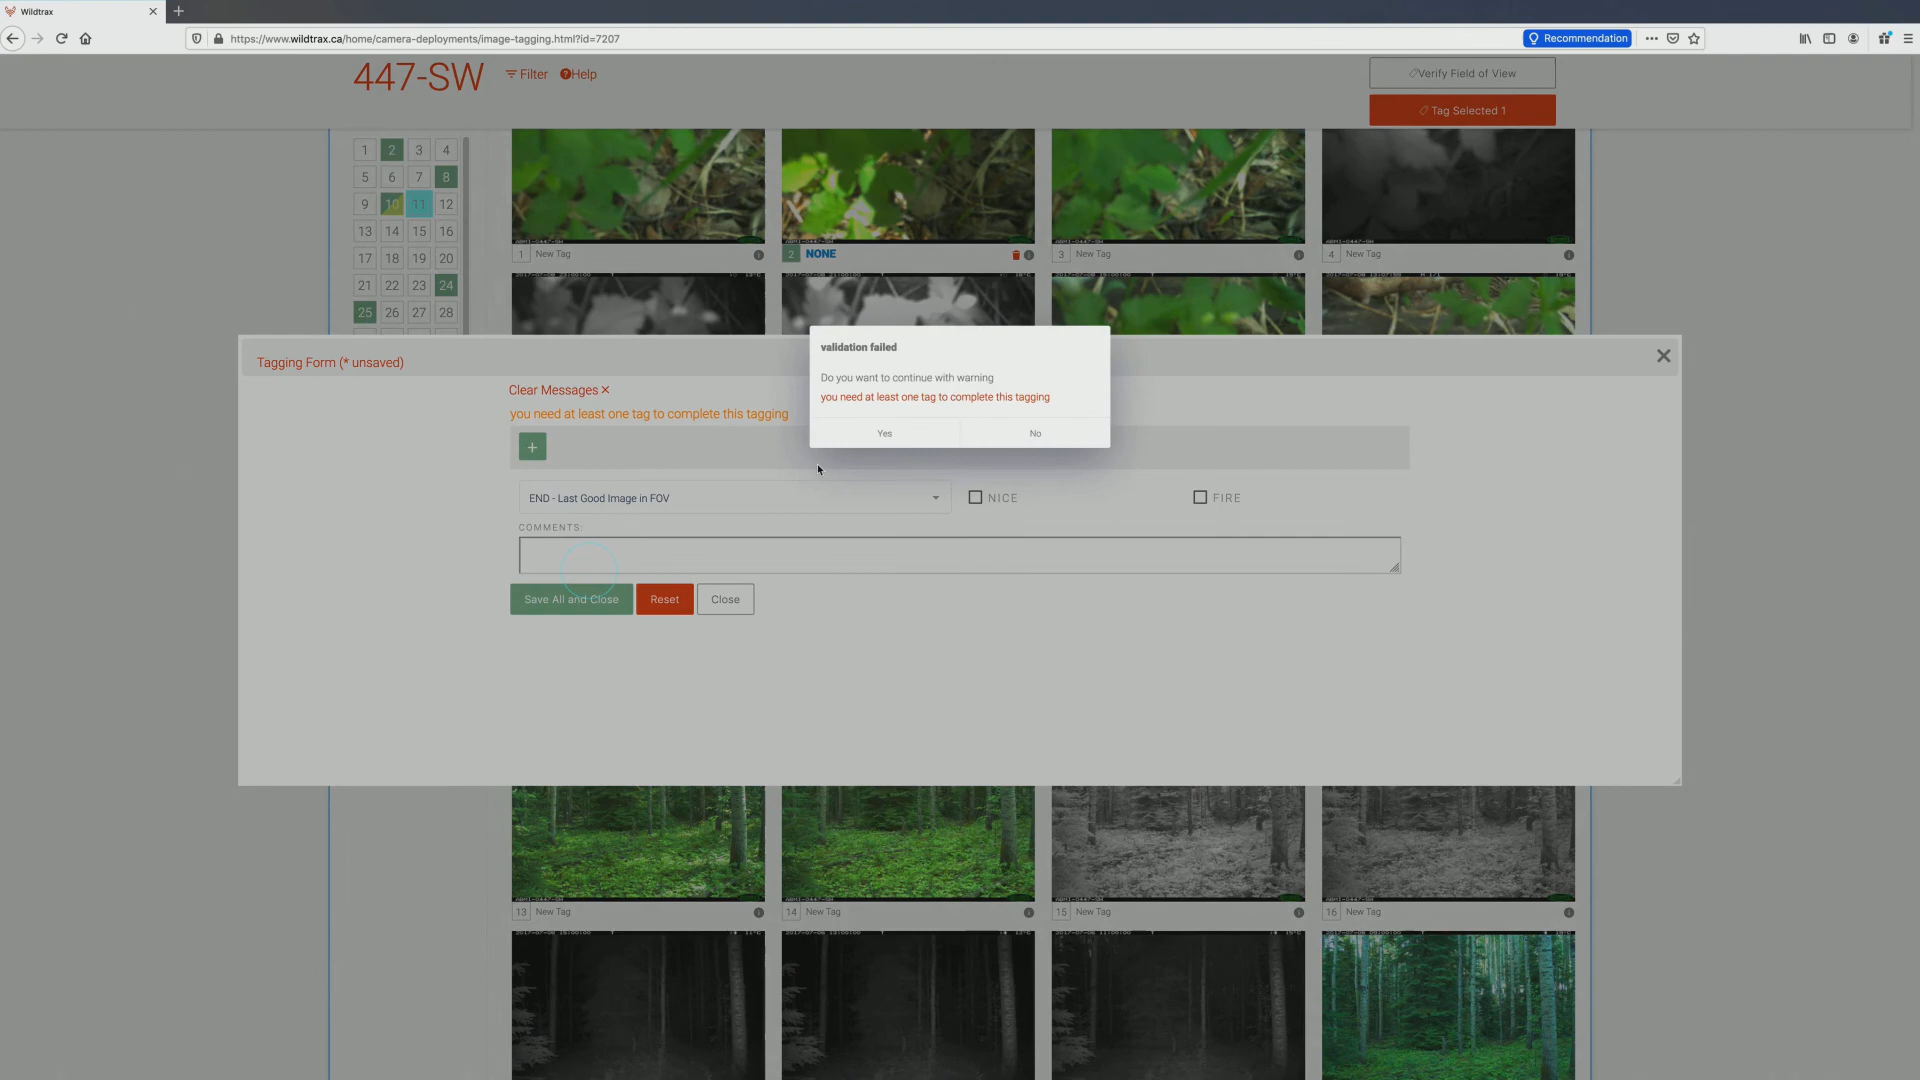 Wildtrax
https://www.wildtrax.ca/home/camera-deployments/image-tagging.html?id=7207
Recommendation
447-SW
Filter
Help
Verify Field of View
Tag Selected 1
1 2 3 4
5 6 7 8
9 10 11 12
13 14 15 16
17 18 19 20
21 22 23 24
25 26 27 28
1 New Tag
2 NONE
3 New Tag
4 New Tag
Tagging Form (* unsaved)
Clear Messages ×
you need at least one tag to complete this tagging
+
validation failed
Do you want to continue with warning
you need at least one tag to complete this tagging
Yes
No
END - Last Good Image in FOV
NICE
FIRE
COMMENTS:
Save All and Close
Reset
Close
13 New Tag
14 New Tag
15 New Tag
16 New Tag